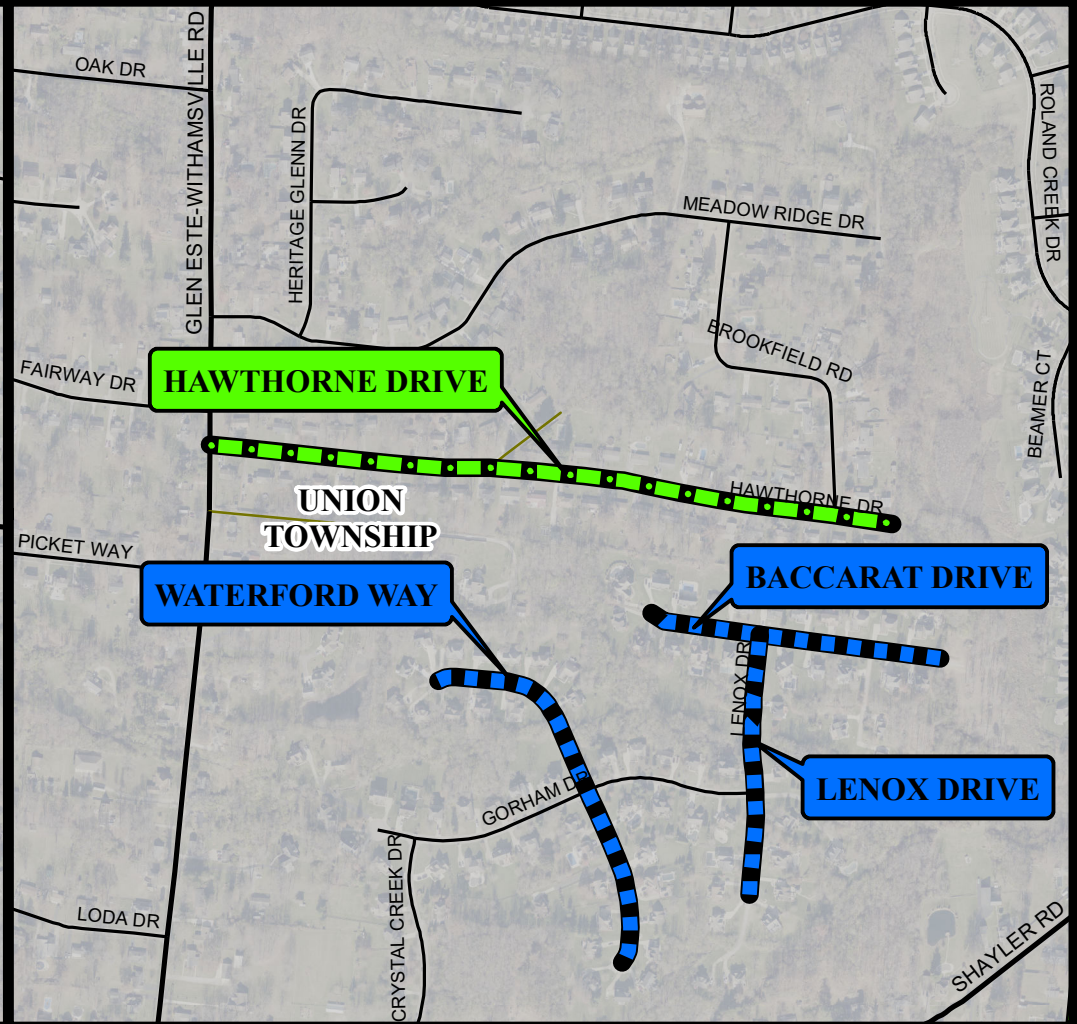 OAK DR
GLEN ESTE-WITHAMSVILLE RD
HERITAGE GLENN DR
ROLAND CREEK DR
MEADOW RIDGE DR
BROOKFIELD RD
FAIRWAY DR
HAWTHORNE DRIVE
BEAMER CT
HAWTHORNE DR
UNION
TOWNSHIP
PICKET WAY
WATERFORD WAY
BACCARAT DRIVE
LENOX DR
LENOX DRIVE
GORHAM DR
CRYSTAL CREEK DR
LODA DR
SHAYLER RD